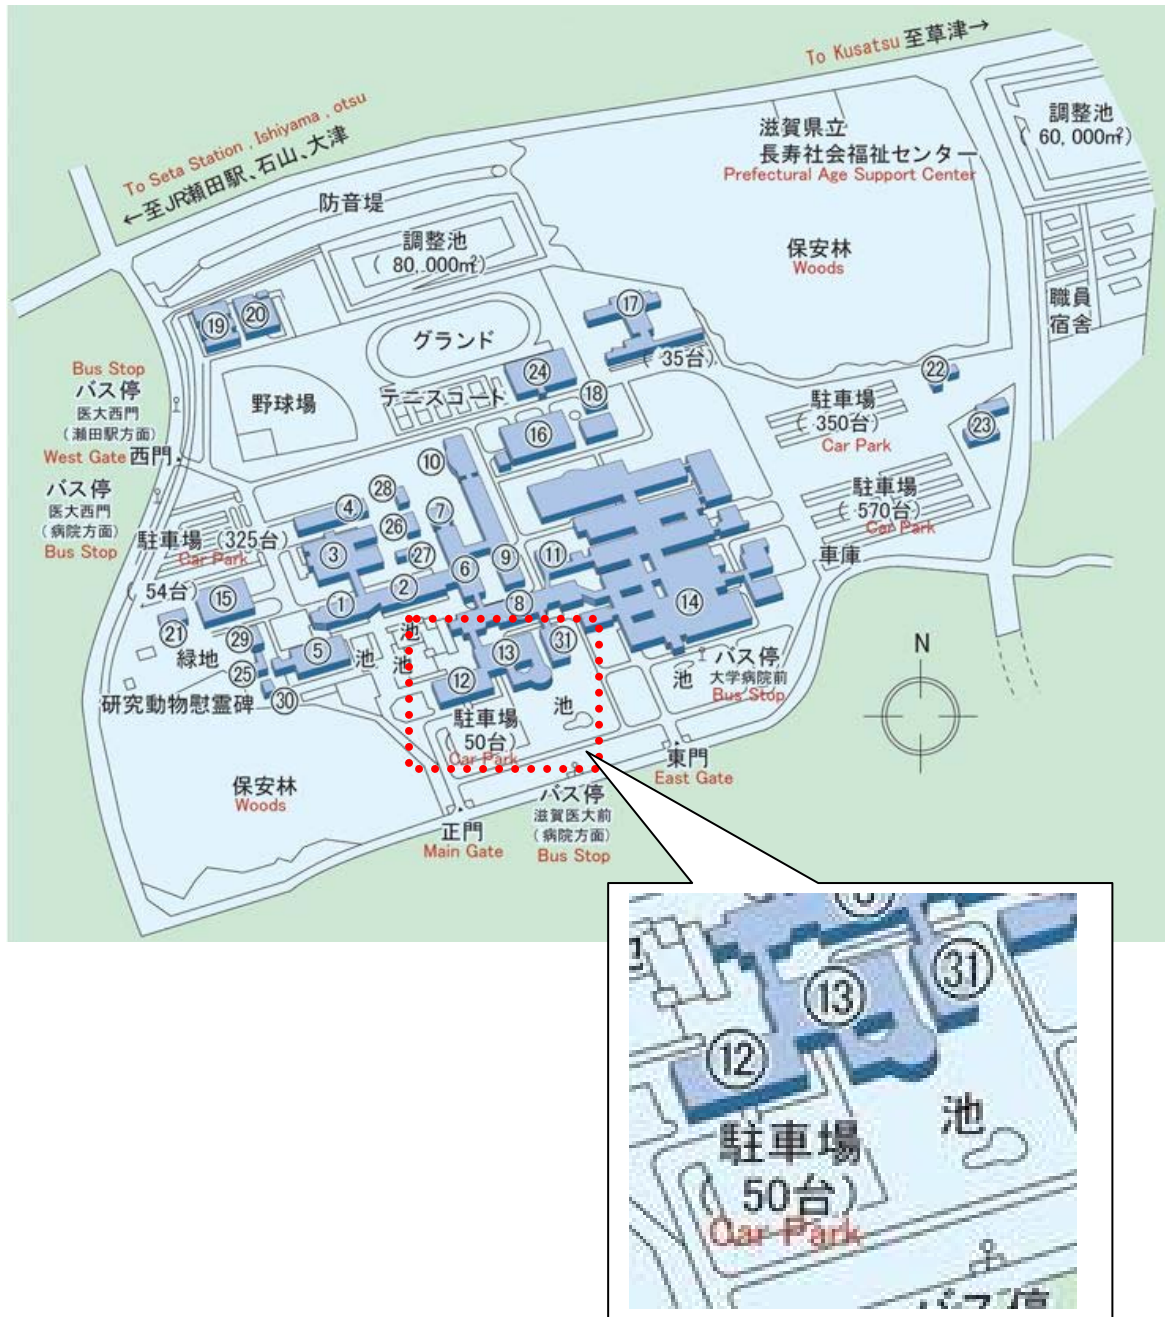 To Kusatsu 至草津→
To Seta Station , Ishiyama , otsu
←至JR瀬田駅、石山、大津
防音堤
調整池
( 80,000㎡)
滋賀県立
長寿社会福祉センター
Prefectural Age Support Center
調整池
( 60,000㎡)
保安林
Woods
職員
宿舎
⑲
⑳
グランド
⑰
( 35台)
㉔
⑱
㉒
Bus Stop
バス停
医大西門
(瀬田駅方面)
West Gate 西門
野球場
テニスコート
駐車場
( 350台)
Car Park
㉓
⑯
⑩
バス停
医大西門
(病院方面)
Bus Stop
㉘
④
⑦
㉖
駐車場
( 570台)
Car Park
駐車場 (325台)
Car Park
③
㉗
⑨
⑪
車庫
( 54台)
⑮
②
⑥
①
⑧
⑭
㉑
㉙
緑地
㉕
⑤
池
池
池
㉛
⑬
⑫
池
バス停
大学病院前
Bus Stop
N
研究動物慰霊碑
㉚
駐車場
50台)
Car Park
池
東門
East Gate
保安林
Woods
正門
Main Gate
バス停
滋賀医大前
(病院方面)
Bus Stop
㉛
⑬
⑫
池
駐車場
( 50台)
Car Park
バス停